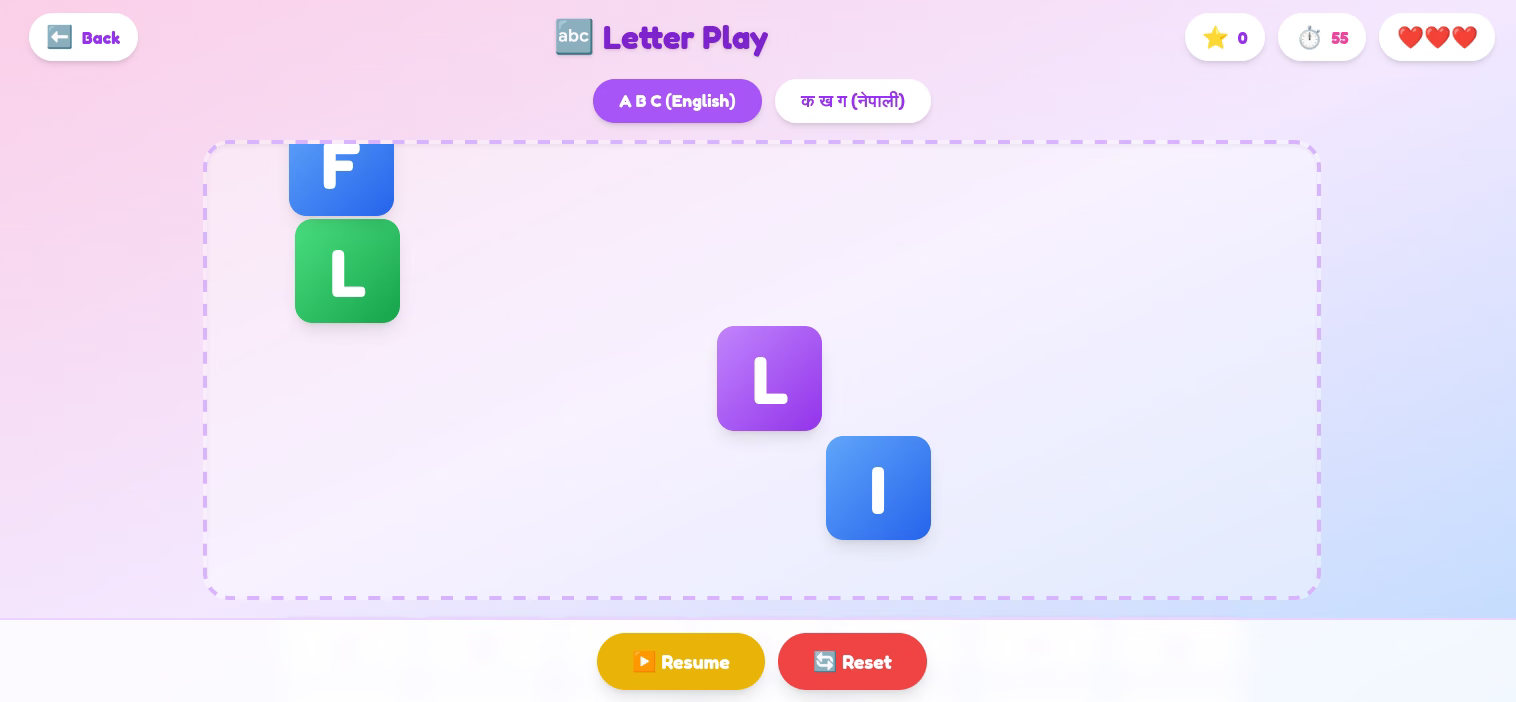 ⬅️ Back
🔤 Letter Play
⭐ 0
⏱️ 55
❤️❤️❤️
A B C (English)
क ख ग (नेपाली)
F
L
L
I
▶️ Resume
🔄 Reset